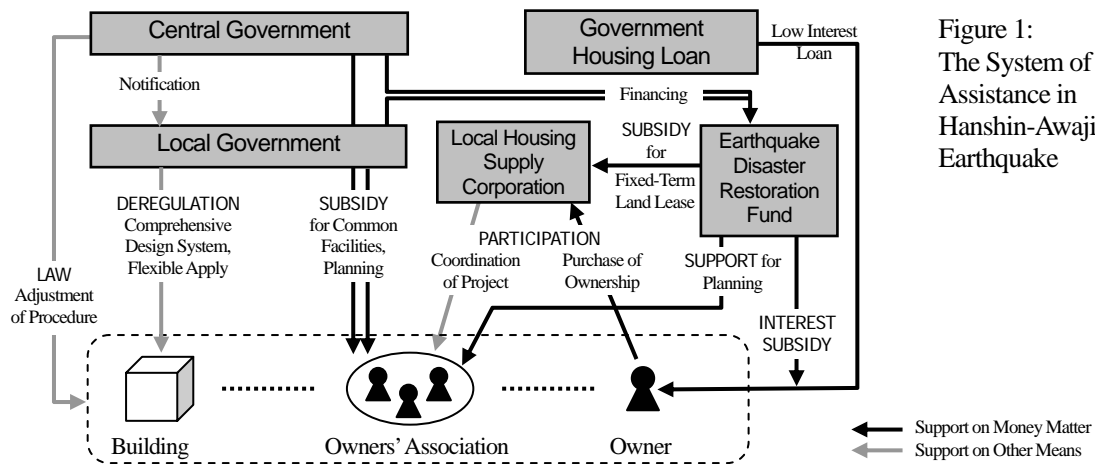 Central Government
Government
Housing Loan
Low Interest
Loan
Figure 1:
The System of
Assistance in
Hanshin-Awaji
Earthquake
Notification
Financing
Local Government
Local Housing
Supply
Corporation
SUBSIDY
for
Fixed-Term
Land Lease
Earthquake
Disaster
Restoration
Fund
DEREGULATION
Comprehensive
Design System,
Flexible Apply
SUBSIDY
for Common
Facilities,
Planning
PARTICIPATION
Coordination
of Project
Purchase of
Ownership
SUPPORT for
Planning
LAW
Adjustment
of Procedure
INTEREST
SUBSIDY
Building
Owners' Association
Owner
Support on Money Matter
Support on Other Means